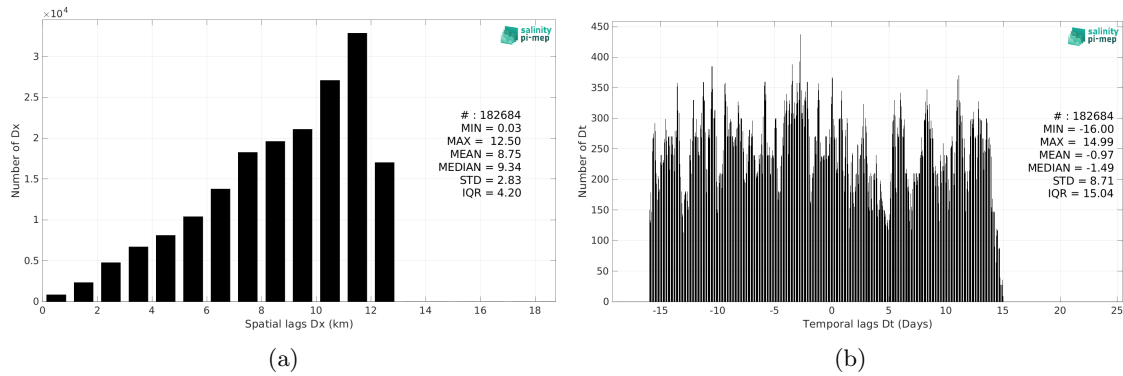 ×10^4
3
2.5
2
1.5
1
0.5
0
Number of Dx
0 2 4 6 8 10 12 14 16 18
Spatial lags Dx (km)
salinity
pi-mep
# : 182684
MIN = 0.03
MAX = 12.50
MEAN = 8.75
MEDIAN = 9.34
STD = 2.83
IQR = 4.20
(a)
450
400
350
300
250
200
150
100
50
0
Number of Dt
-15 -10 -5 0 5 10 15 20 25
Temporal lags Dt (Days)
salinity
pi-mep
# : 182684
MIN = -16.00
MAX = 14.99
MEAN = -0.97
MEDIAN = -1.49
STD = 8.71
IQR = 15.04
(b)